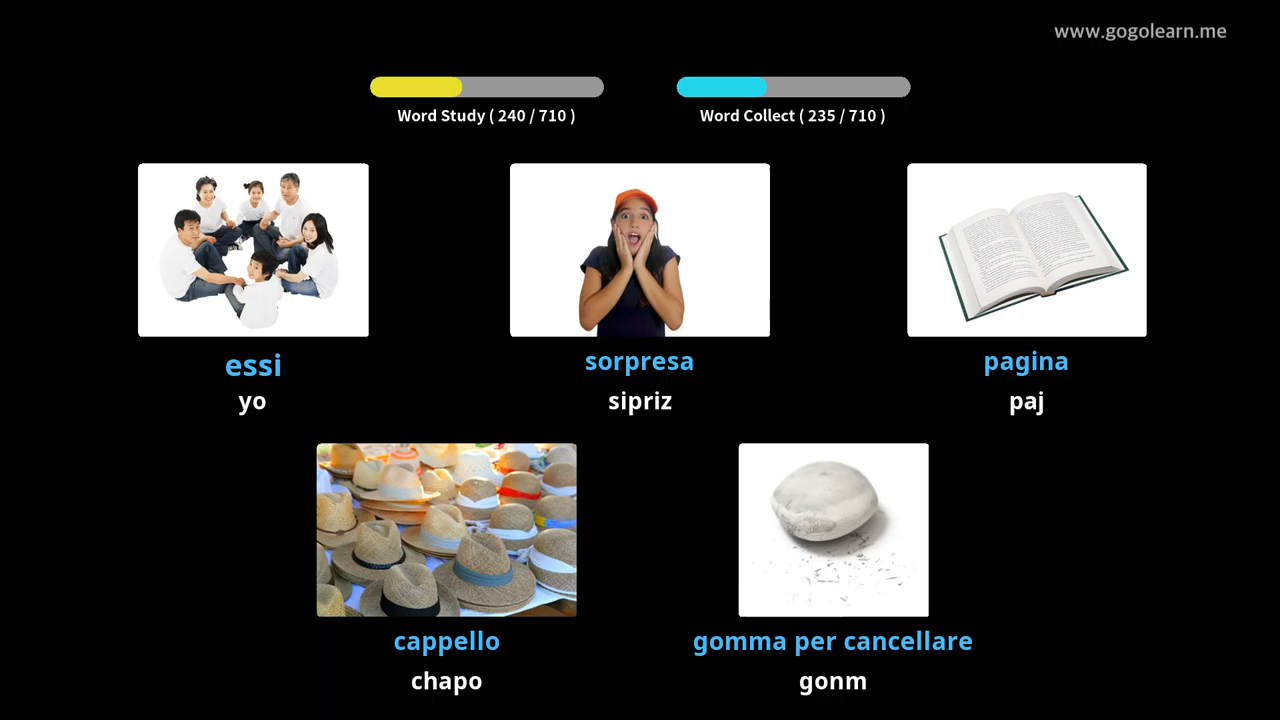 www.gogolearn.me
Word Study ( 240 / 710 )
Word Collect ( 235 / 710 )
essi
yo
sorpresa
sipriz
pagina
paj
cappello
chapo
gomma per cancellare
gonm